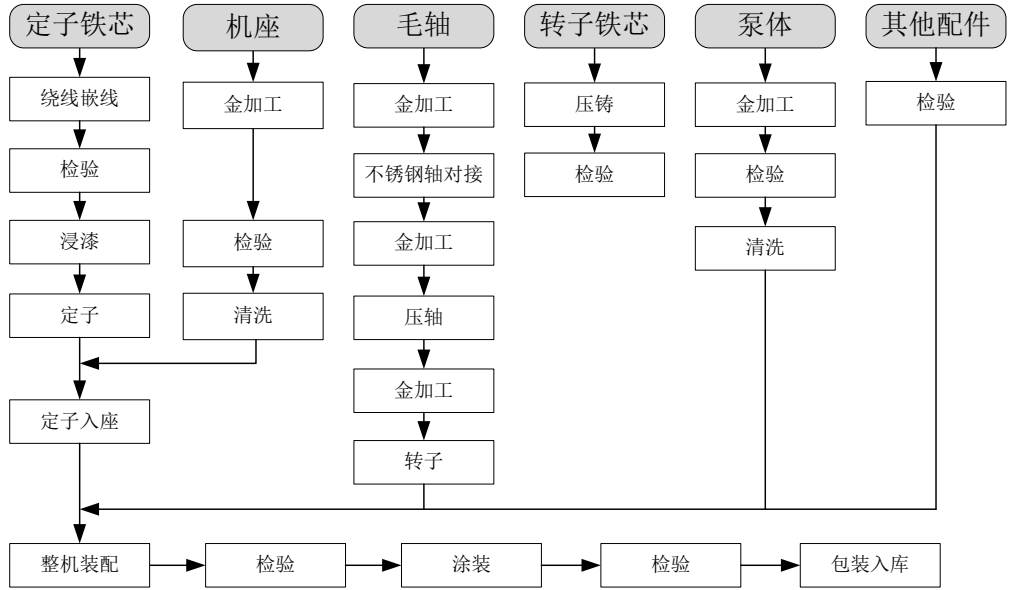 定子铁芯
机座
毛轴
转子铁芯
泵体
其他配件
绕线嵌线
检验
浸漆
定子
定子入座
金加工
检验
清洗
金加工
不锈钢轴对接
金加工
压轴
金加工
转子
压铸
检验
金加工
检验
清洗
检验
整机装配
检验
涂装
检验
包装入库